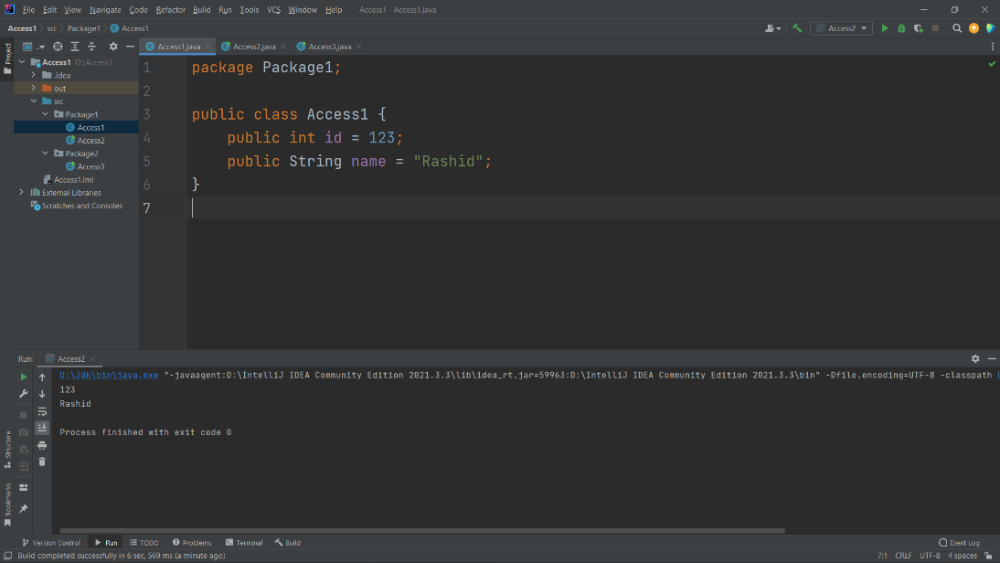 File Edit View Navigate Code Refactor Build Run Tools VCS Window Help Access1 - Access1.java
Access1 src Package1 Access1 Access2
Project
Access1.java Access2.java Access3.java
Access1 D:\Access1
.idea
out
src
Package1
Access1
Access2
Package2
Access3
Access1.iml
External Libraries
Scratches and Consoles
1 package Package1;
2
3 public class Access1 {
4 public int id = 123;
5 public String name = "Rashid";
6 }
7
Run: Access2
D:\Jdk\bin\java.exe "-javaagent:D:\IntelliJ IDEA Community Edition 2021.3.3\lib\idea_rt.jar=59963:D:\IntelliJ IDEA Community Edition 2021.3.3\bin" -Dfile.encoding=UTF-8 -classpath
123
Rashid
Process finished with exit code 0
Structure
Bookmarks
Version Control Run TODO Problems Terminal Build Event Log
Build completed successfully in 6 sec, 569 ms (a minute ago) 7:1 CRLF UTF-8 4 spaces